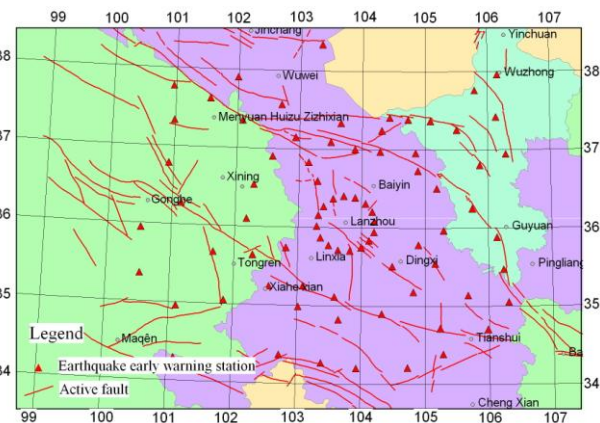 99 100 101 102 103 104 105 106 107
Jinchang
Yinchuan
38
38
Wuwei
Wuzhong
Menyuan Huizu Zizhixian
37
37
Xining
Baiyin
Gonghe
36
Lanzhou
Guyuan
36
Tongren
Linxia
Dingxi
Pingliang
Xiahexian
35
35
Legend
Maqên
Tianshui
Earthquake early warning station
Ba
34
34
Active fault
Cheng Xian
99 100 101 102 103 104 105 106 107